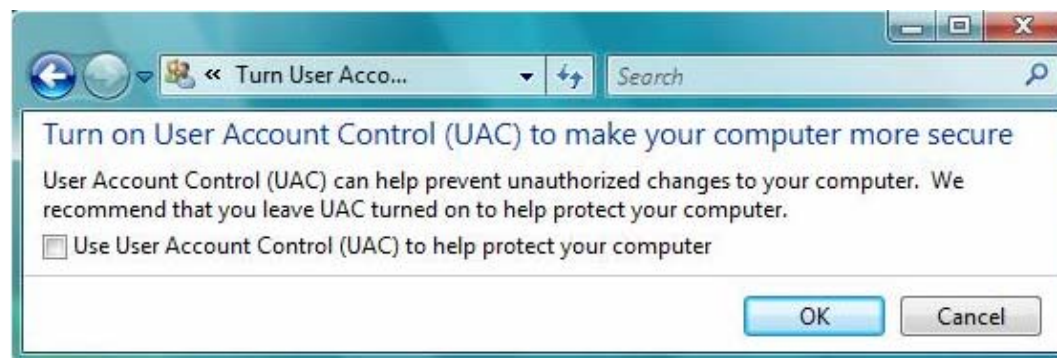 « Turn User Acco...
Search
Turn on User Account Control (UAC) to make your computer more secure
User Account Control (UAC) can help prevent unauthorized changes to your computer. We
recommend that you leave UAC turned on to help protect your computer.
Use User Account Control (UAC) to help protect your computer
OK
Cancel